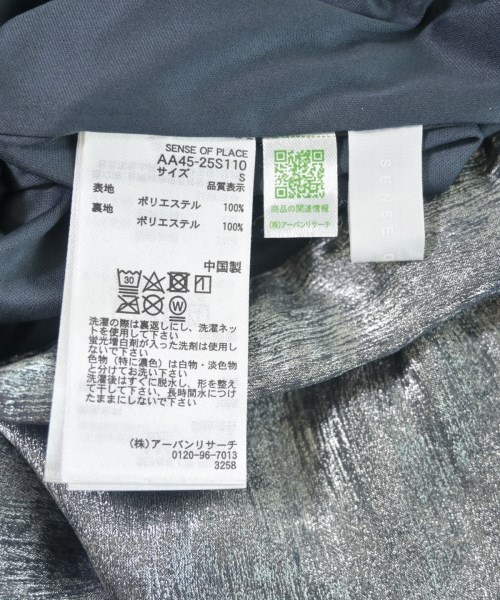 SENSE OF PLACE
AA45-25S110
サイズ S
表地 品質表示
ポリエステル 100%
裏地
ポリエステル 100%
中国製
30
洗濯の際は裏返しにし、洗濯ネッ
トを使用して下さい
蛍光増白剤が入った洗剤は使用し
ないで下さい
色物（特に濃色）は白物・淡色物
と分けてお洗い下さい
洗濯後はすぐに脱水し、形を整え
て干して下さい、長時間水につけ
たままにしないで下さい
(株)アーバンリサーチ
0120-96-7013
3258
商品の関連情報
(株)アーバンリサーチ
SENSE O